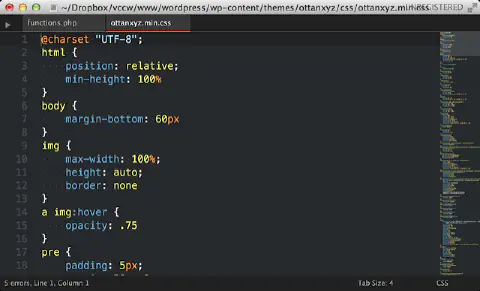 ~/Dropbox/vccw/www/wordpress/wp-content/themes/ottanxyz/css/ottanxyz.min.css
UNREGISTERED
functions.php
ottanxyz.min.css
1 @charset "UTF-8";
2 html {
3 position: relative;
4 min-height: 100%
5 }
6 body {
7 margin-bottom: 60px
8 }
9 img {
10 max-width: 100%;
11 height: auto;
12 border: none
13 }
14 a img:hover {
15 opacity: .75
16 }
17 pre {
18 padding: 5px;
5 errors, Line 1, Column 1
Tab Size: 4
CSS